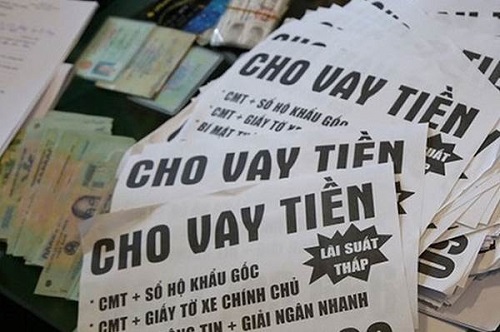 CHO VAY TIỀN
CMT + SỔ HỘ KHẨU GỐC
CMT + GIẤY TỜ XE
BÍ MẬT
CHO VAY TIỀN
CHO VAY TIỀN
LÃI SUẤT
THẤP
• CMT + SỔ HỘ KHẨU GỐC
• CMT + GIẤY TỜ XE CHÍNH CHỦ
TIN + GIẢI NGÂN NHANH